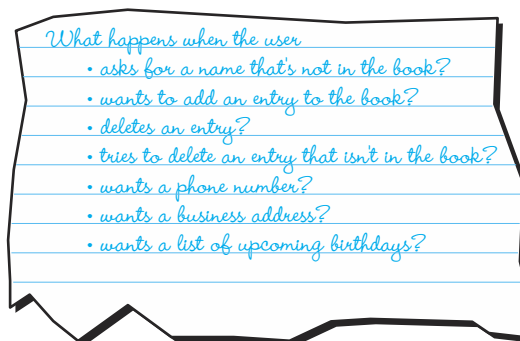 What happens when the user
• asks for a name that's not in the book?
• wants to add an entry to the book?
• deletes an entry?
• tries to delete an entry that isn't in the book?
• wants a phone number?
• wants a business address?
• wants a list of upcoming birthdays?